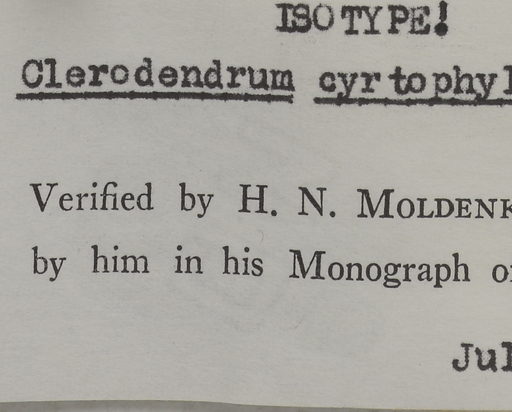 ISOTYPE!
Clerodendrum cyrtophyl
Verified by H. N. MOLDENK
by him in his Monograph o
Jul